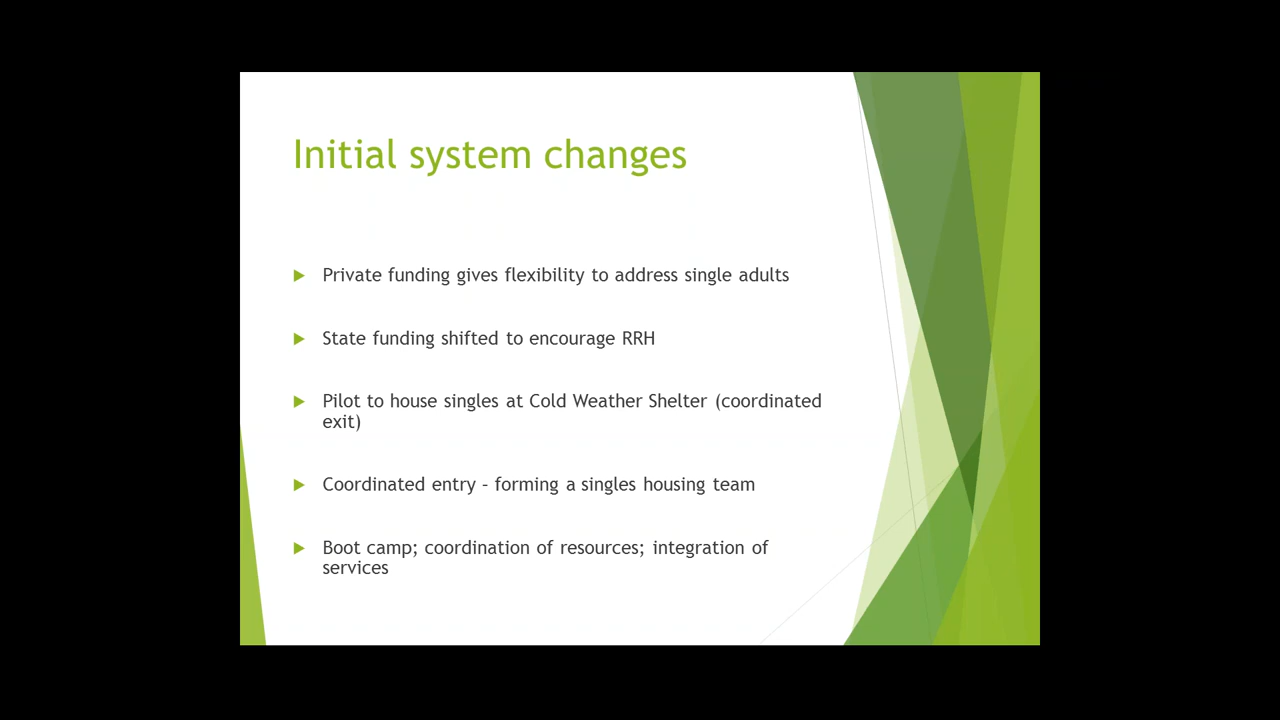 Initial system changes
Private funding gives flexibility to address single adults
State funding shifted to encourage RRH
Pilot to house singles at Cold Weather Shelter (coordinated
exit)
Coordinated entry – forming a singles housing team
Boot camp; coordination of resources; integration of
services